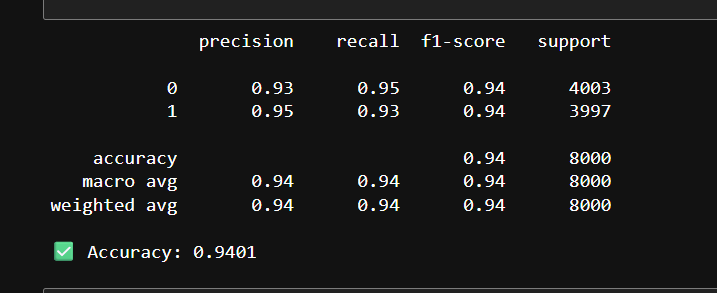 precision recall f1-score support
0 0.93 0.95 0.94 4003
1 0.95 0.93 0.94 3997
accuracy 0.94 8000
macro avg 0.94 0.94 0.94 8000
weighted avg 0.94 0.94 0.94 8000
✅ Accuracy: 0.9401